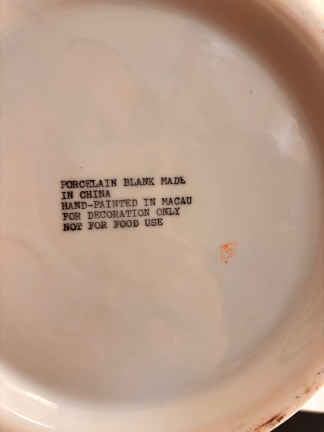 PORCELAIN BLANK MADE
IN CHINA
HAND-PAINTED IN MACAU
FOR DECORATION ONLY
NOT FOR FOOD USE